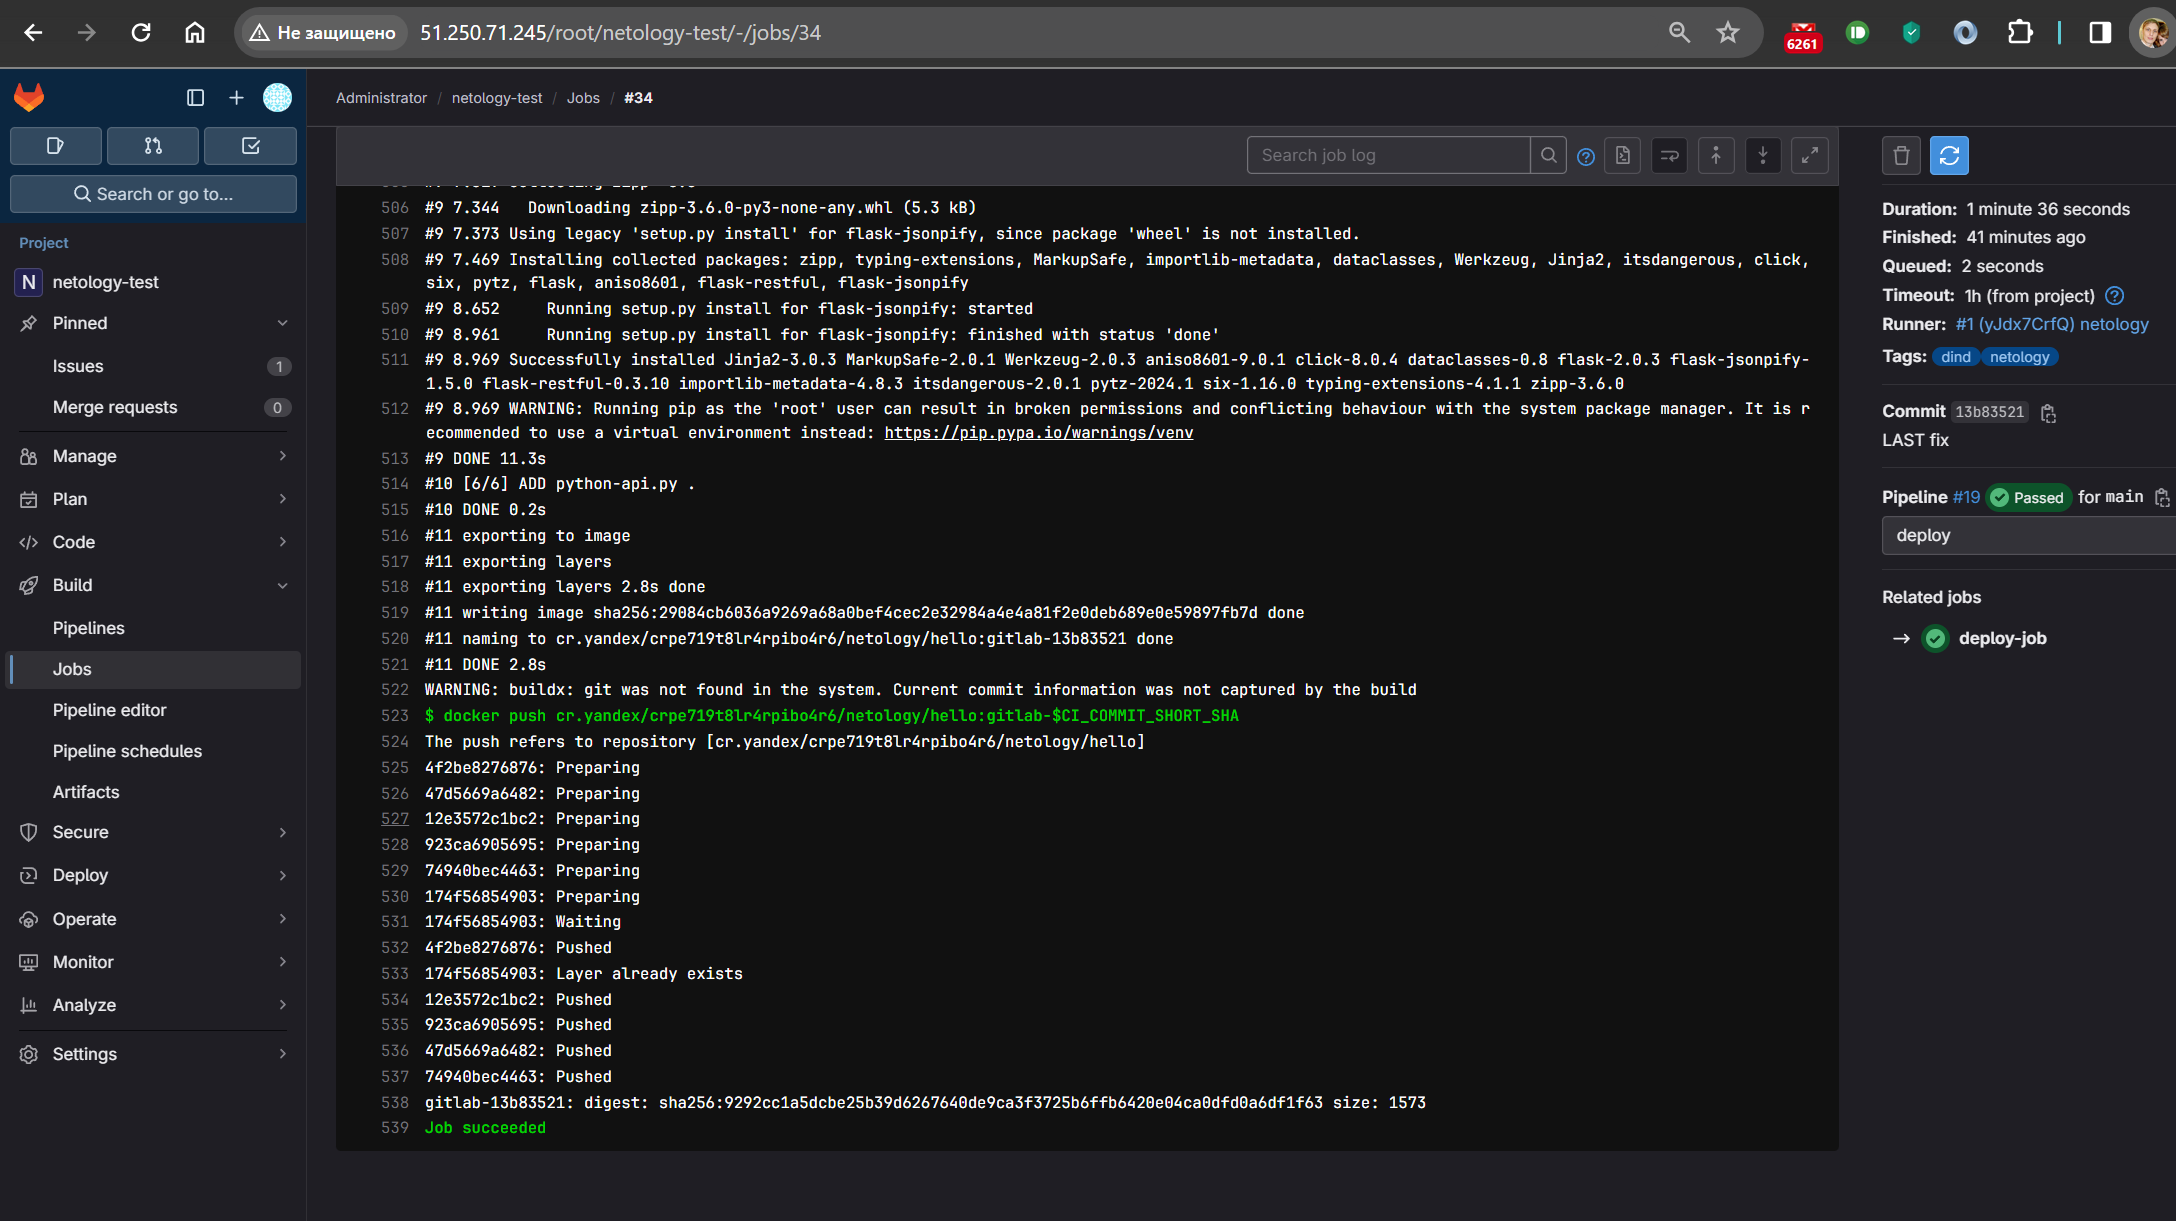 Не защищено
51.250.71.245/root/netology-test/-/jobs/34
6261
Administrator / netology-test / Jobs / #34
Search or go to...
Project
N netology-test
Pinned
Issues 1
Merge requests 0
Manage
Plan
Code
Build
Pipelines
Jobs
Pipeline editor
Pipeline schedules
Artifacts
Secure
Deploy
Operate
Monitor
Analyze
Settings
Search job log
506 #9 7.344   Downloading zipp-3.6.0-py3-none-any.whl (5.3 kB)
507 #9 7.373 Using legacy 'setup.py install' for flask-jsonpify, since package 'wheel' is not installed.
508 #9 7.469 Installing collected packages: zipp, typing-extensions, MarkupSafe, importlib-metadata, dataclasses, Werkzeug, Jinja2, itsdangerous, click,
six, pytz, flask, aniso8601, flask-restful, flask-jsonpify
509 #9 8.652     Running setup.py install for flask-jsonpify: started
510 #9 8.961     Running setup.py install for flask-jsonpify: finished with status 'done'
511 #9 8.969 Successfully installed Jinja2-3.0.3 MarkupSafe-2.0.1 Werkzeug-2.0.3 aniso8601-9.0.1 click-8.0.4 dataclasses-0.8 flask-2.0.3 flask-jsonpify-
1.5.0 flask-restful-0.3.10 importlib-metadata-4.8.3 itsdangerous-2.0.1 pytz-2024.1 six-1.16.0 typing-extensions-4.1.1 zipp-3.6.0
512 #9 8.969 WARNING: Running pip as the 'root' user can result in broken permissions and conflicting behaviour with the system package manager. It is r
ecommended to use a virtual environment instead: https://pip.pypa.io/warnings/venv
513 #9 DONE 11.3s
514 #10 [6/6] ADD python-api.py .
515 #10 DONE 0.2s
516 #11 exporting to image
517 #11 exporting layers
518 #11 exporting layers 2.8s done
519 #11 writing image sha256:29084cb6036a9269a68a0bef4cec2e32984a4e4a81f2e0deb689e0e59897fb7d done
520 #11 naming to cr.yandex/crpe719t8lr4rpibo4r6/netology/hello:gitlab-13b83521 done
521 #11 DONE 2.8s
522 WARNING: buildx: git was not found in the system. Current commit information was not captured by the build
523 $ docker push cr.yandex/crpe719t8lr4rpibo4r6/netology/hello:gitlab-$CI_COMMIT_SHORT_SHA
524 The push refers to repository [cr.yandex/crpe719t8lr4rpibo4r6/netology/hello]
525 4f2be8276876: Preparing
526 47d5669a6482: Preparing
527 12e3572c1bc2: Preparing
528 923ca6905695: Preparing
529 74940bec4463: Preparing
530 174f56854903: Preparing
531 174f56854903: Waiting
532 4f2be8276876: Pushed
533 174f56854903: Layer already exists
534 12e3572c1bc2: Pushed
535 923ca6905695: Pushed
536 47d5669a6482: Pushed
537 74940bec4463: Pushed
538 gitlab-13b83521: digest: sha256:9292cc1a5dcbe25b39d6267640de9ca3f3725b6ffb6420e04ca0dfd0a6df1f63 size: 1573
539 Job succeeded
Duration: 1 minute 36 seconds
Finished: 41 minutes ago
Queued: 2 seconds
Timeout: 1h (from project)
Runner: #1 (yJdx7CrfQ) netology
Tags: dind netology
Commit 13b83521
LAST fix
Pipeline #19 Passed for main
deploy
Related jobs
→ deploy-job